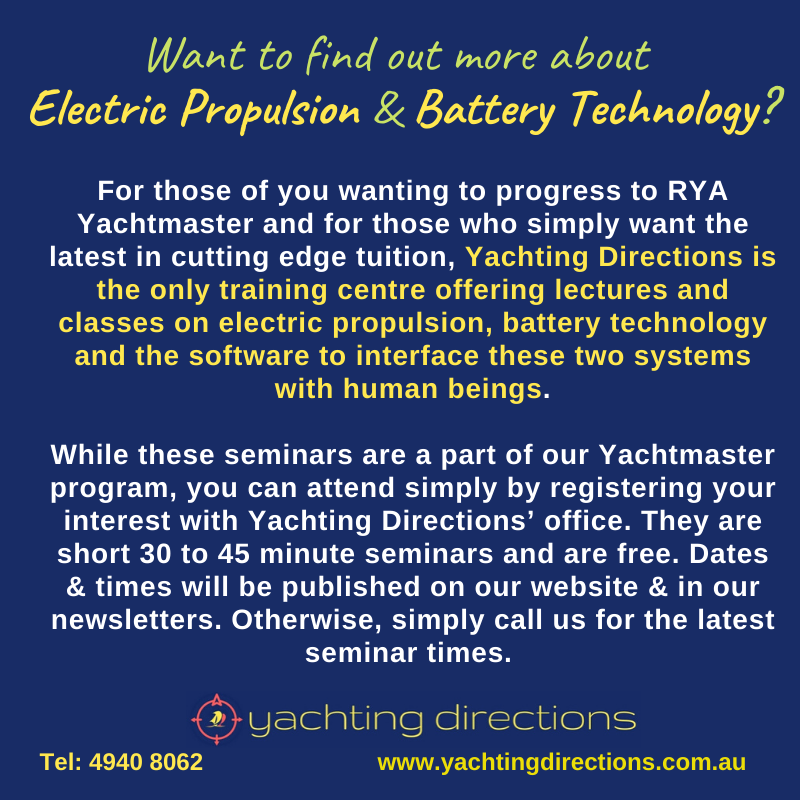 Want to find out more about
Electric Propulsion & Battery Technology?
For those of you wanting to progress to RYA
Yachtmaster and for those who simply want the
latest in cutting edge tuition, Yachting Directions is
the only training centre offering lectures and
classes on electric propulsion, battery technology
and the software to interface these two systems
with human beings.
While these seminars are a part of our Yachtmaster
program, you can attend simply by registering your
interest with Yachting Directions’ office. They are
short 30 to 45 minute seminars and are free. Dates
& times will be published on our website & in our
newsletters. Otherwise, simply call us for the latest
seminar times.
yachting directions
Tel: 4940 8062 www.yachtingdirections.com.au